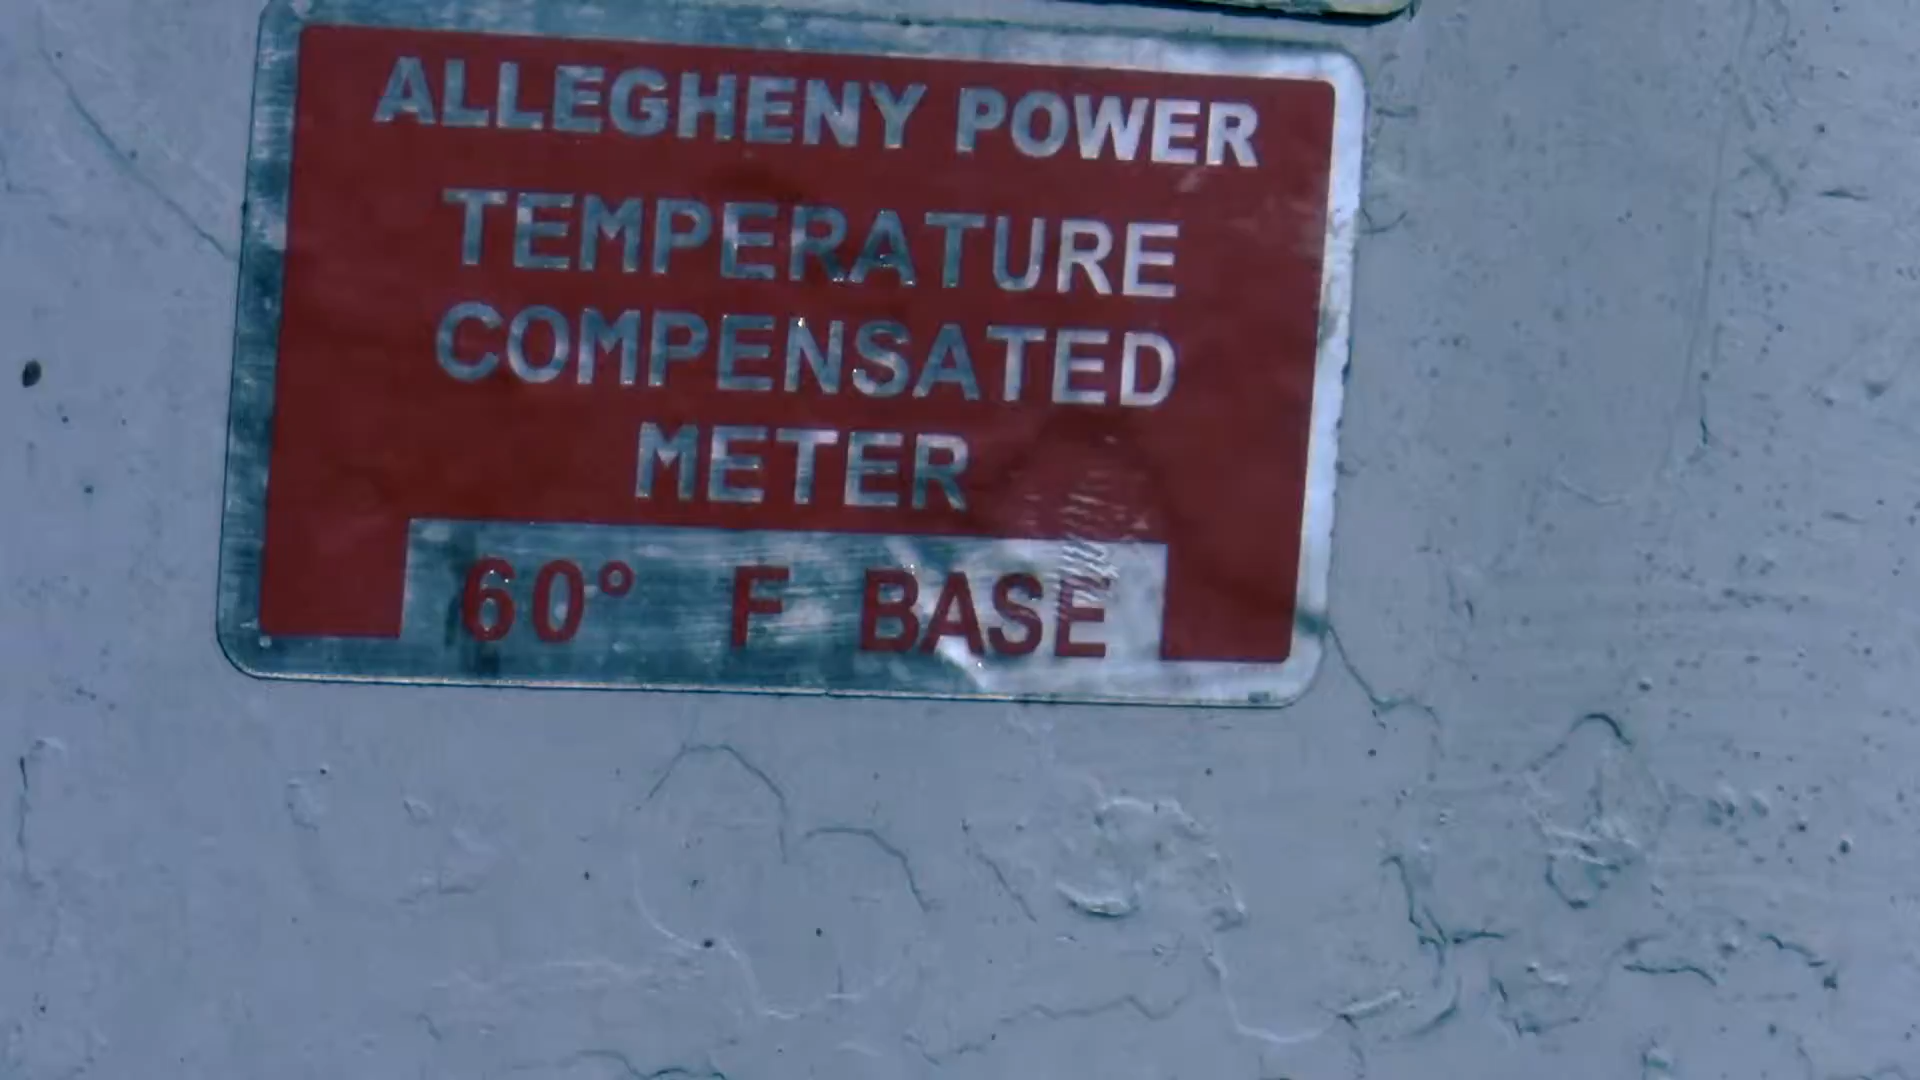 ALLEGHENY POWER
TEMPERATURE
COMPENSATED
METER
60° F BASE